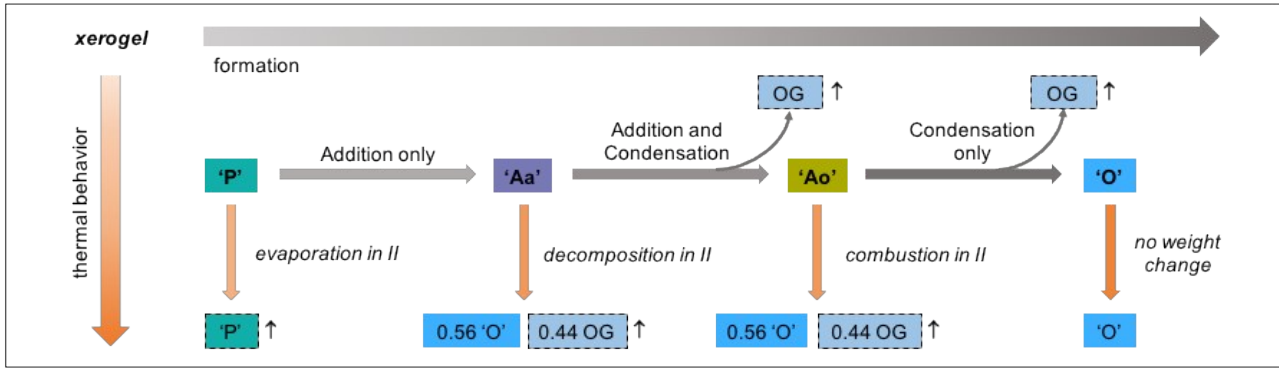 xerogel
formation
thermal behavior
OG ↑
OG ↑
Addition only
Addition and
Condensation
Condensation
only
'P'
'Aa'
'Ao'
'O'
evaporation in II
decomposition in II
combustion in II
no weight
change
'P' ↑
0.56 'O' 0.44 OG ↑
0.56 'O' 0.44 OG ↑
'O'